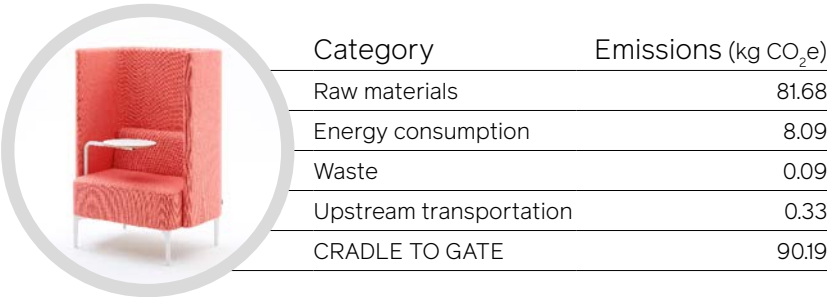 Category Emissions (kg CO₂e)
Raw materials 81.68
Energy consumption 8.09
Waste 0.09
Upstream transportation 0.33
CRADLE TO GATE 90.19